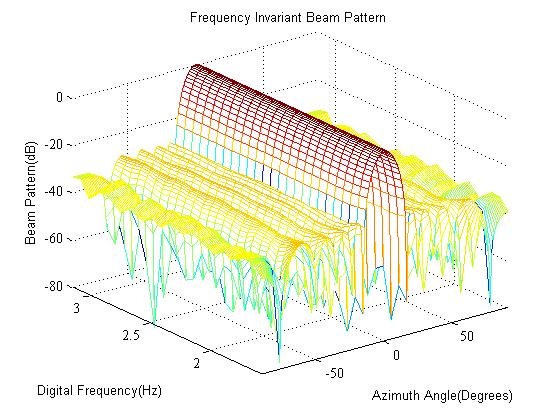 Frequency Invariant Beam Pattern
0
-20
-40
-60
-80
Beam Pattern(dB)
3
2.5
2
Digital Frequency(Hz)
-50
0
50
Azimuth Angle(Degrees)